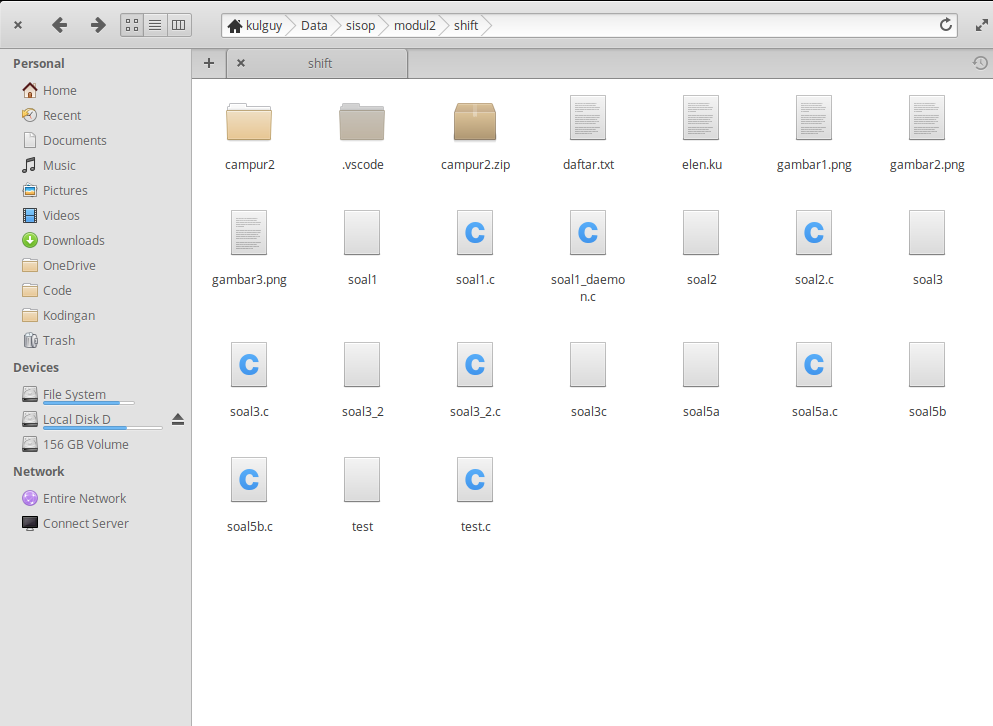 kulguy Data sisop modul2 shift
shift
Personal
Home
Recent
Documents
Music
Pictures
Videos
Downloads
OneDrive
Code
Kodingan
Trash
Devices
File System
Local Disk D
156 GB Volume
Network
Entire Network
Connect Server
campur2 .vscode campur2.zip daftar.txt elen.ku gambar1.png gambar2.png
C C C
gambar3.png soal1 soal1.c soal1_daemo soal2 soal2.c soal3
n.c
C C C
soal3.c soal3_2 soal3_2.c soal3c soal5a soal5a.c soal5b
C C
soal5b.c test test.c